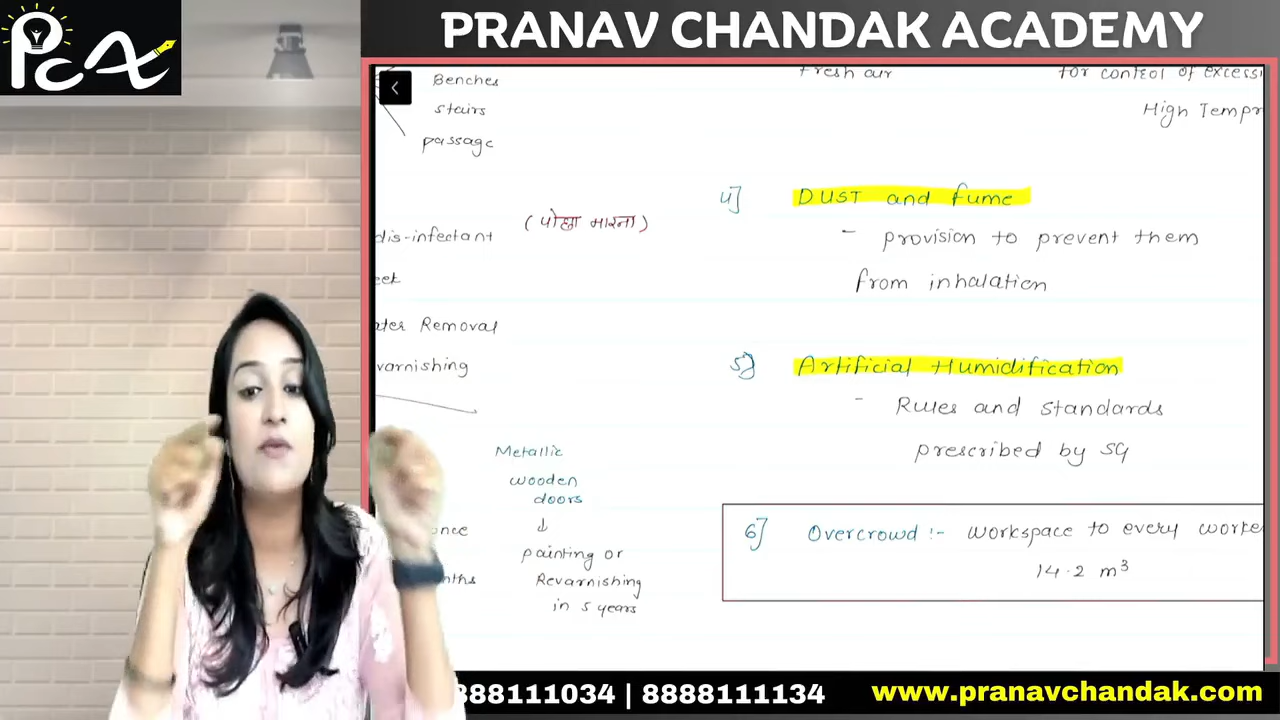 PCA
PRANAV CHANDAK ACADEMY
Benches
stairs
passage
dis-infectant
(पोछा मारना)
Removal
varnishing
Metallic
wooden
doors
↓
painting or
Revarnishing
in 5 years
fresh air
for control of
High Tempr
4] DUST and fume
- provision to prevent them
from inhalation
5] Artificial Humidification
- Rules and standards
prescribed by SG
6] Overcrowd :- workspace to every worke
14.2 m³
888111034 | 8888111134
www.pranavchandak.com